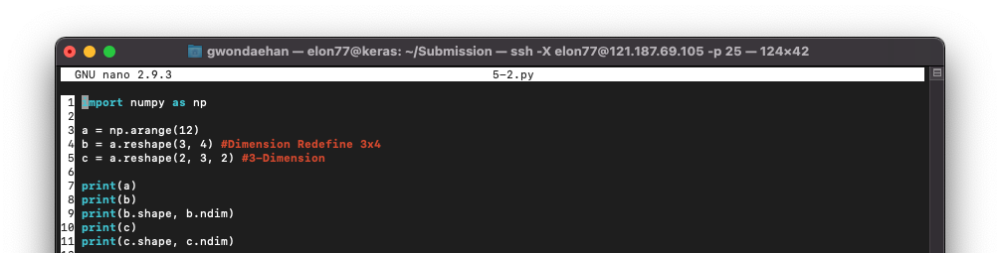 gwondaehan — elon77@keras: ~/Submission — ssh -X elon77@121.187.69.105 -p 25 — 124×42
GNU nano 2.9.3 5-2.py
1 import numpy as np
2
3 a = np.arange(12)
4 b = a.reshape(3, 4) #Dimension Redefine 3x4
5 c = a.reshape(2, 3, 2) #3-Dimension
6
7 print(a)
8 print(b)
9 print(b.shape, b.ndim)
10 print(c)
11 print(c.shape, c.ndim)